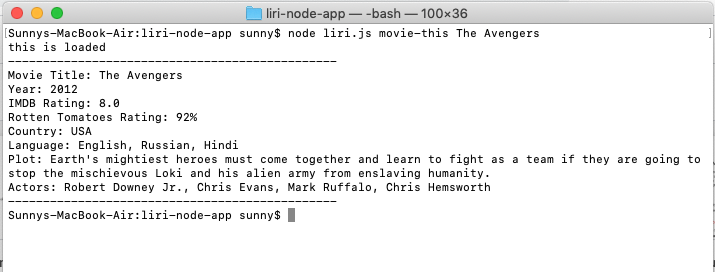 liri-node-app — -bash — 100×36
[Sunnys-MacBook-Air:liri-node-app sunny$ node liri.js movie-this The Avengers ]
this is loaded
-----------------------------------------------
Movie Title: The Avengers
Year: 2012
IMDB Rating: 8.0
Rotten Tomatoes Rating: 92%
Country: USA
Language: English, Russian, Hindi
Plot: Earth's mightiest heroes must come together and learn to fight as a team if they are going to
stop the mischievous Loki and his alien army from enslaving humanity.
Actors: Robert Downey Jr., Chris Evans, Mark Ruffalo, Chris Hemsworth
-----------------------------------------------
Sunnys-MacBook-Air:liri-node-app sunny$